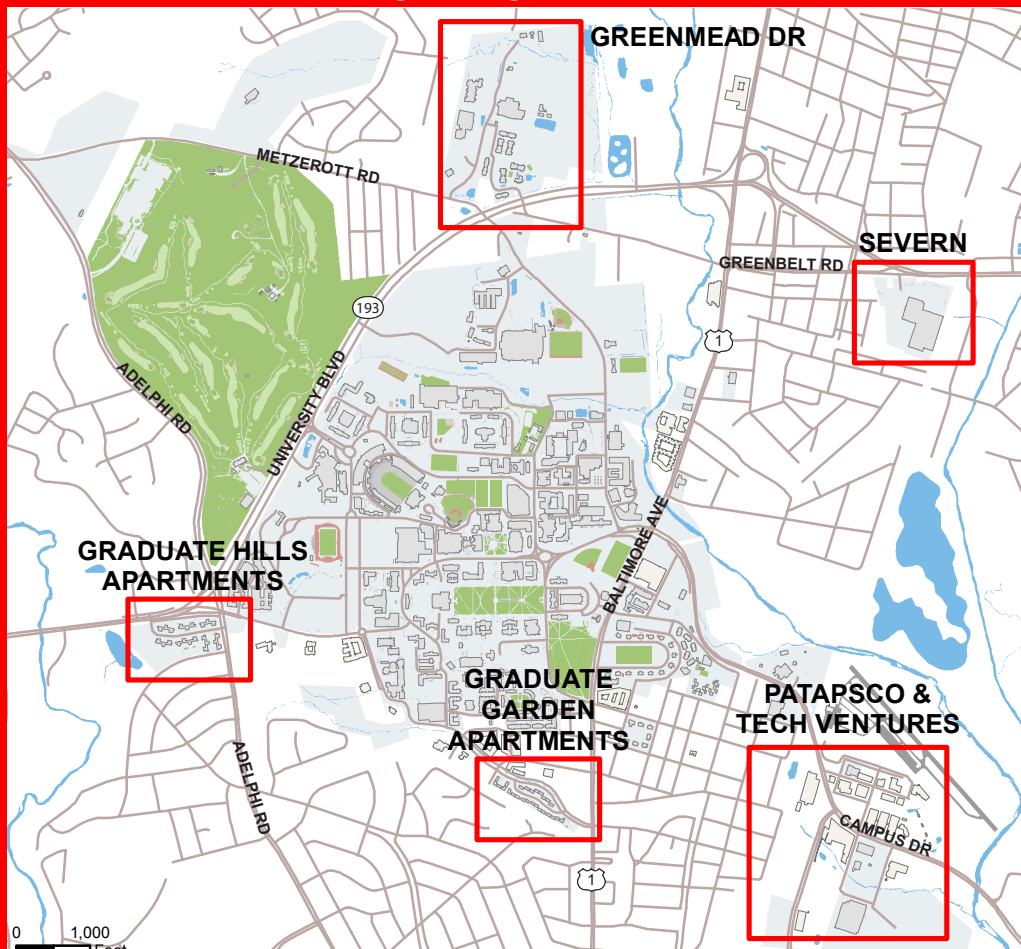 GREENMEAD DR
METZEROTT RD
SEVERN
GREENBELT RD
193
1
ADELPHI RD
UNIVERSITY BLVD
BALTIMORE AVE
GRADUATE HILLS
APARTMENTS
GRADUATE
GARDEN
APARTMENTS
PATAPSCO &
TECH VENTURES
ADELPHI RD
CAMPUS DR
1
0 1,000
Feet